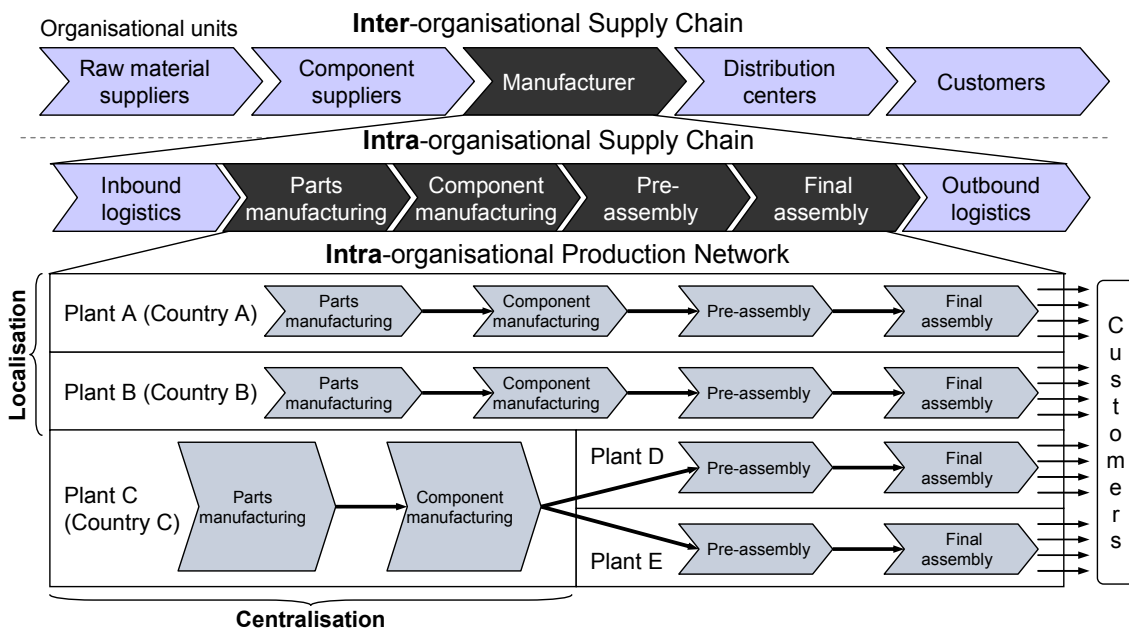 Organisational units
Inter-organisational Supply Chain
Raw material
suppliers
Component
suppliers
Manufacturer
Distribution
centers
Customers
Intra-organisational Supply Chain
Inbound
logistics
Parts
manufacturing
Component
manufacturing
Pre-
assembly
Final
assembly
Outbound
logistics
Intra-organisational Production Network
Localisation
Plant A (Country A)
Parts
manufacturing
Component
manufacturing
Pre-assembly
Final
assembly
Plant B (Country B)
Parts
manufacturing
Component
manufacturing
Pre-assembly
Final
assembly
Plant C
(Country C)
Parts
manufacturing
Component
manufacturing
Plant D
Pre-assembly
Final
assembly
Plant E
Pre-assembly
Final
assembly
Customers
Centralisation